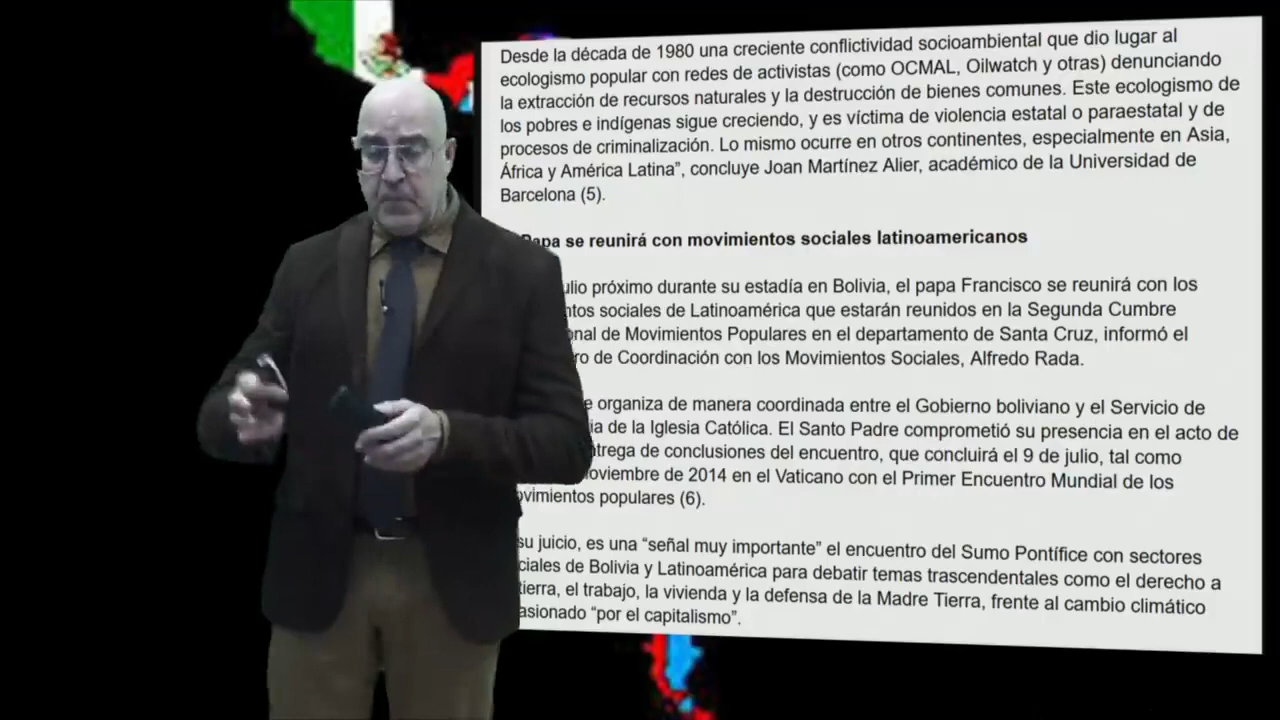 Desde la década de 1980 una creciente conflictividad socioambiental que dio lugar al
ecologismo popular con redes de activistas (como OCMAL, Oilwatch y otras) denunciando
la extracción de recursos naturales y la destrucción de bienes comunes. Este ecologismo de
los pobres e indígenas sigue creciendo, y es víctima de violencia estatal o paraestatal y de
procesos de criminalización. Lo mismo ocurre en otros continentes, especialmente en Asia,
África y América Latina”, concluye Joan Martínez Alier, académico de la Universidad de
Barcelona (5).
Papa se reunirá con movimientos sociales latinoamericanos
ulio próximo durante su estadía en Bolivia, el papa Francisco se reunirá con los
ntos sociales de Latinoamérica que estarán reunidos en la Segunda Cumbre
onal de Movimientos Populares en el departamento de Santa Cruz, informó el
ro de Coordinación con los Movimientos Sociales, Alfredo Rada.
e organiza de manera coordinada entre el Gobierno boliviano y el Servicio de
ia de la Iglesia Católica. El Santo Padre comprometió su presencia en el acto de
trega de conclusiones del encuentro, que concluirá el 9 de julio, tal como
oviembre de 2014 en el Vaticano con el Primer Encuentro Mundial de los
ovimientos populares (6).
su juicio, es una “señal muy importante” el encuentro del Sumo Pontífice con sectores
ciales de Bolivia y Latinoamérica para debatir temas trascendentales como el derecho a
tierra, el trabajo, la vivienda y la defensa de la Madre Tierra, frente al cambio climático
asionado “por el capitalismo”.